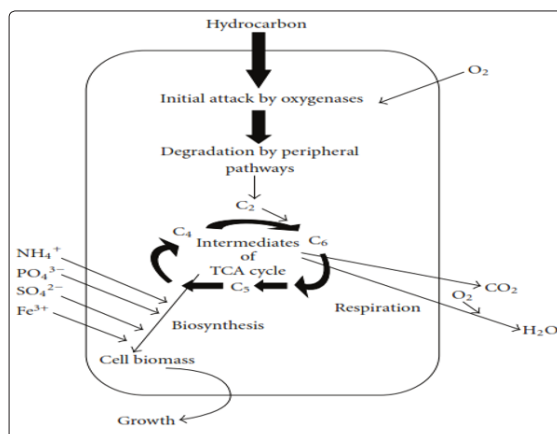 Hydrocarbon
O₂
Initial attack by oxygenases
Degradation by peripheral
pathways
C₂
C₄
C₆
Intermediates
of
TCA cycle
C₅
NH₄⁺
PO₄³⁻
SO₄²⁻
Fe³⁺
CO₂
O₂
Respiration
H₂O
Biosynthesis
Cell biomass
Growth